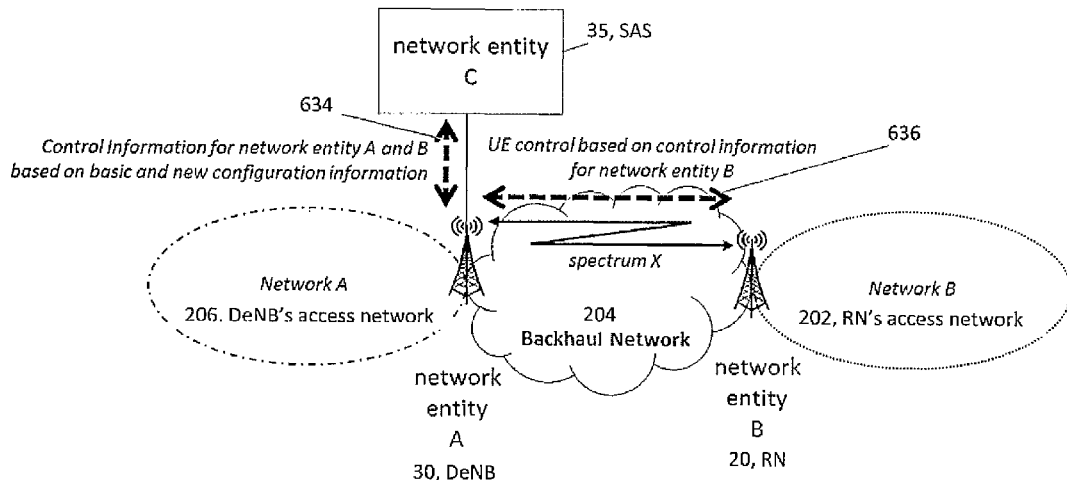 35, SAS
network entity
C
634
636
Control Information for network entity A and B
based on basic and new configuration information
UE control based on control information
for network entity B
spectrum X
Network A
206. DeNB's access network
204
Backhaul Network
Network B
202, RN's access network
network
entity
A
30, DeNB
network
entity
B
20, RN